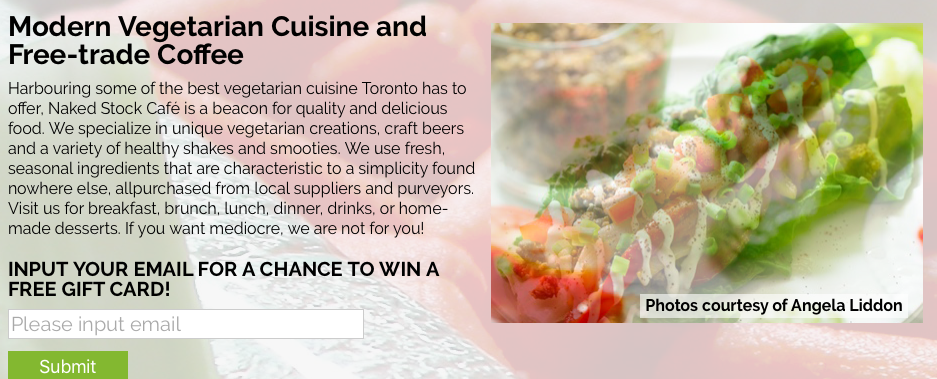 Modern Vegetarian Cuisine and
Free-trade Coffee
Harbouring some of the best vegetarian cuisine Toronto has to
offer, Naked Stock Café is a beacon for quality and delicious
food. We specialize in unique vegetarian creations, craft beers
and a variety of healthy shakes and smooties. We use fresh,
seasonal ingredients that are characteristic to a simplicity found
nowhere else, allpurchased from local suppliers and purveyors.
Visit us for breakfast, brunch, lunch, dinner, drinks, or home-
made desserts. If you want mediocre, we are not for you!
INPUT YOUR EMAIL FOR A CHANCE TO WIN A
FREE GIFT CARD!
Please input email
Submit
Photos courtesy of Angela Liddon